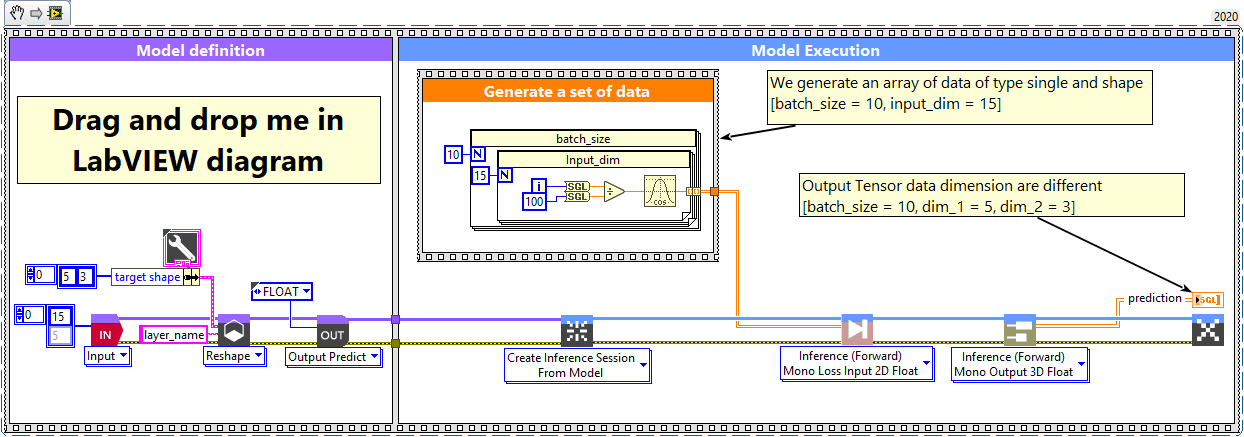 2020
Model definition
Model Execution
Drag and drop me in
LabVIEW diagram
Generate a set of data
We generate an array of data of type single and shape
[batch_size = 10, input_dim = 15]
batch_size
10
N
Input_dim
15
N
i
100
SGL
SGL
÷
COS
Output Tensor data dimension are different
[batch_size = 10, dim_1 = 5, dim_2 = 3]
0
5
3
target shape
FLOAT
0
15
5
IN
layer_name
OUT
prediction
SGL
Input
Reshape
Output Predict
Create Inference Session
From Model
Inference (Forward)
Mono Loss Input 2D Float
Inference (Forward)
Mono Output 3D Float